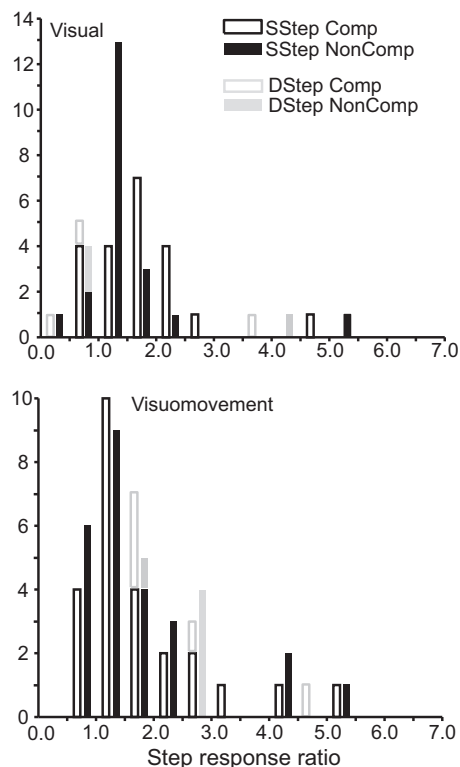 14
Visual
SStep Comp
SStep NonComp
12
DStep Comp
DStep NonComp
10
8
6
4
2
0
0.0 1.0 2.0 3.0 4.0 5.0 6.0 7.0
10
Visuomovement
8
6
4
2
0
0.0 1.0 2.0 3.0 4.0 5.0 6.0 7.0
Step response ratio